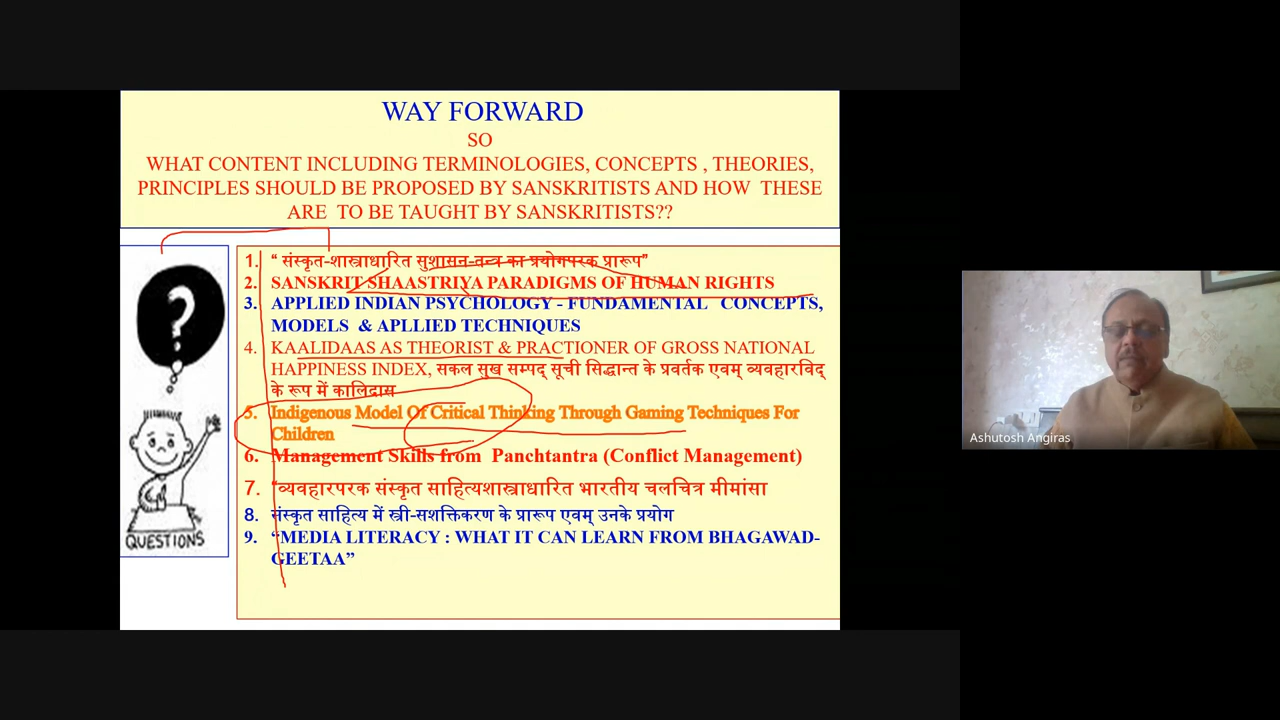 WAY FORWARD
SO
WHAT CONTENT INCLUDING TERMINOLOGIES, CONCEPTS , THEORIES,
PRINCIPLES SHOULD BE PROPOSED BY SANSKRITISTS AND HOW THESE
ARE TO BE TAUGHT BY SANSKRITISTS??
1. “ संस्कृत-शास्त्राधारित सुशासन-तन्त्र का प्रयोगपरक प्रारूप”
2. SANSKRIT SHAASTRIYA PARADIGMS OF HUMAN RIGHTS
3. APPLIED INDIAN PSYCHOLOGY - FUNDAMENTAL CONCEPTS,
MODELS & APLLIED TECHNIQUES
4. KAALIDAAS AS THEORIST & PRACTIONER OF GROSS NATIONAL
HAPPINESS INDEX, सकल सुख सम्पद् सूची सिद्धान्त के प्रवर्तक एवम् व्यवहारविद्
के रूप में कालिदास
5. Indigenous Model Of Critical Thinking Through Gaming Techniques For
Children
6. Management Skills from Panchtantra (Conflict Management)
7. “व्यवहारपरक संस्कृत साहित्यशास्त्राधारित भारतीय चलचित्र मीमांसा
8. संस्कृत साहित्य में स्त्री-सशक्तिकरण के प्रारूप एवम् उनके प्रयोग
9. “MEDIA LITERACY : WHAT IT CAN LEARN FROM BHAGAWAD-
GEETAA”
QUESTIONS
Ashutosh Angiras